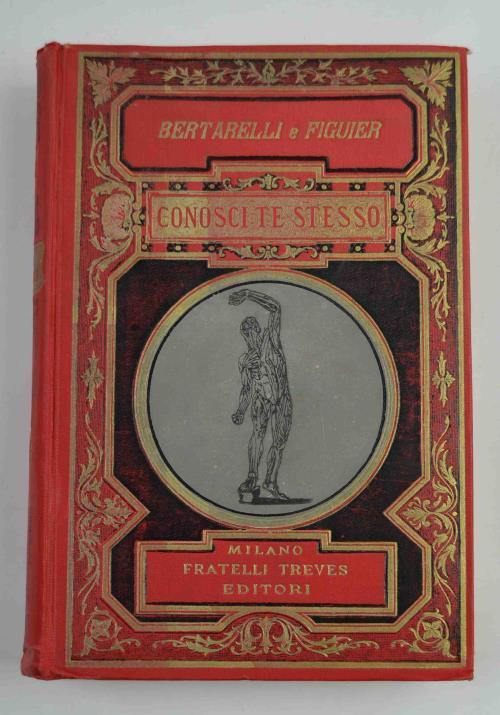 BERTARELLI e FIGUIER
CONOSCI TE STESSO
MILANO
FRATELLI TREVES
EDITORI